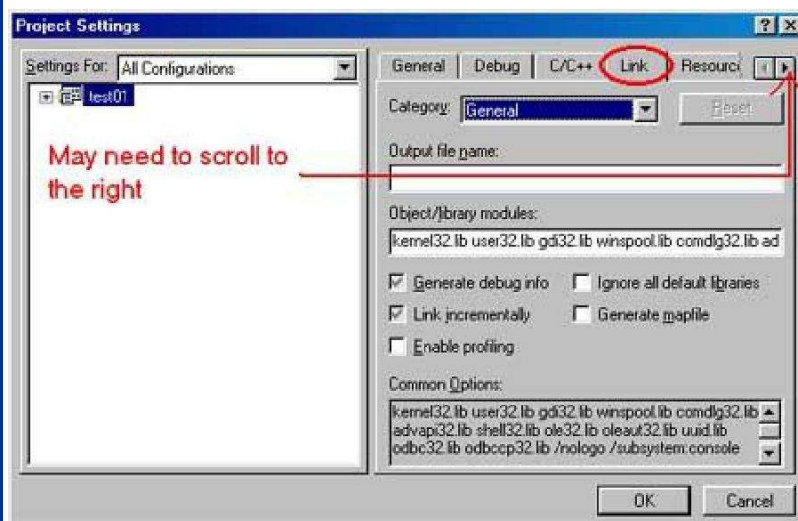 Project Settings
Settings For: All Configurations
test01
May need to scroll to
the right
General Debug C/C++ Link Resourc
Category: General Reset
Output file name:
Object/library modules:
kernel32.lib user32.lib gdi32.lib winspool.lib comdlg32.lib ad
Generate debug info Ignore all default libraries
Link incrementally Generate mapfile
Enable profiling
Common Options:
kernel32.lib user32.lib gdi32.lib winspool.lib comdlg32.lib
advapi32.lib shell32.lib ole32.lib oleaut32.lib uuid.lib
odbc32.lib odbccp32.lib /nologo /subsystem:console
OK Cancel